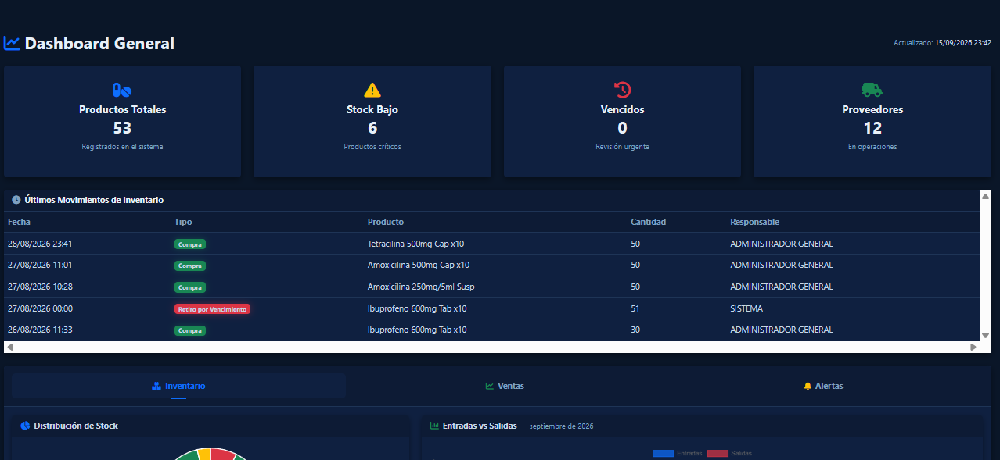 Dashboard General
Actualizado: 15/09/2026 23:42
Productos Totales
53
Registrados en el sistema
Stock Bajo
6
Productos críticos
Vencidos
0
Revisión urgente
Proveedores
12
En operaciones
Últimos Movimientos de Inventario
Fecha Tipo Producto Cantidad Responsable
28/08/2026 23:41 Compra Tetracilina 500mg Cap x10 50 ADMINISTRADOR GENERAL
27/08/2026 11:01 Compra Amoxicilina 500mg Cap x10 50 ADMINISTRADOR GENERAL
27/08/2026 10:28 Compra Amoxicilina 250mg/5ml Susp 50 ADMINISTRADOR GENERAL
27/08/2026 00:00 Retiro por Vencimiento Ibuprofeno 600mg Tab x10 51 SISTEMA
26/08/2026 11:33 Compra Ibuprofeno 600mg Tab x10 30 ADMINISTRADOR GENERAL
Inventario Ventas Alertas
Distribución de Stock
Entradas vs Salidas — septiembre de 2026
Entradas Salidas